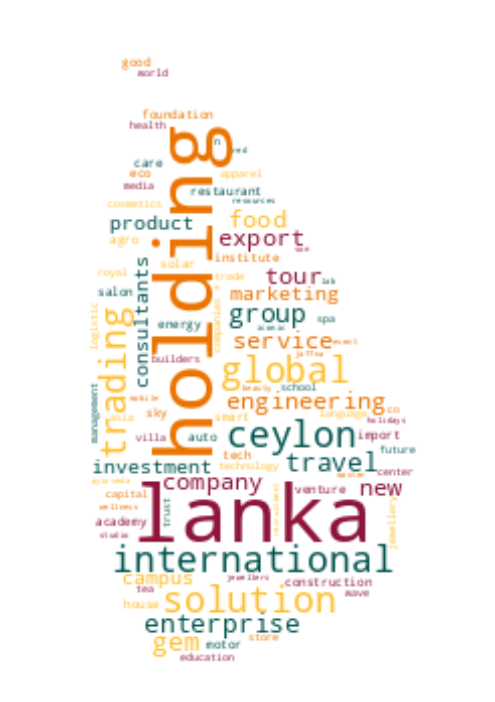 good
world
foundation
health
care
eco
media
restaurant
apparel
resources
cosmetics
product
food
agro
export
institute
solar
royal
tour
trade
lab
salon
marketing
consultants
holding
group
spa
energy
logistic
trading
companies
service
event
jaffna
builders
global
beauty
school
management
mobile
engineering
asia
sky
smart
language
co
holidays
villa
auto
ceylon
import
future
tech
investment
technology
travel
center
master
ayurveda
company
venture
new
capital
wellness
trust
lanka
recruitment
jewellery
academy
studio
international
campus
jewellers
construction
tea
wave
house
solution
enterprise
gem
motor
store
education